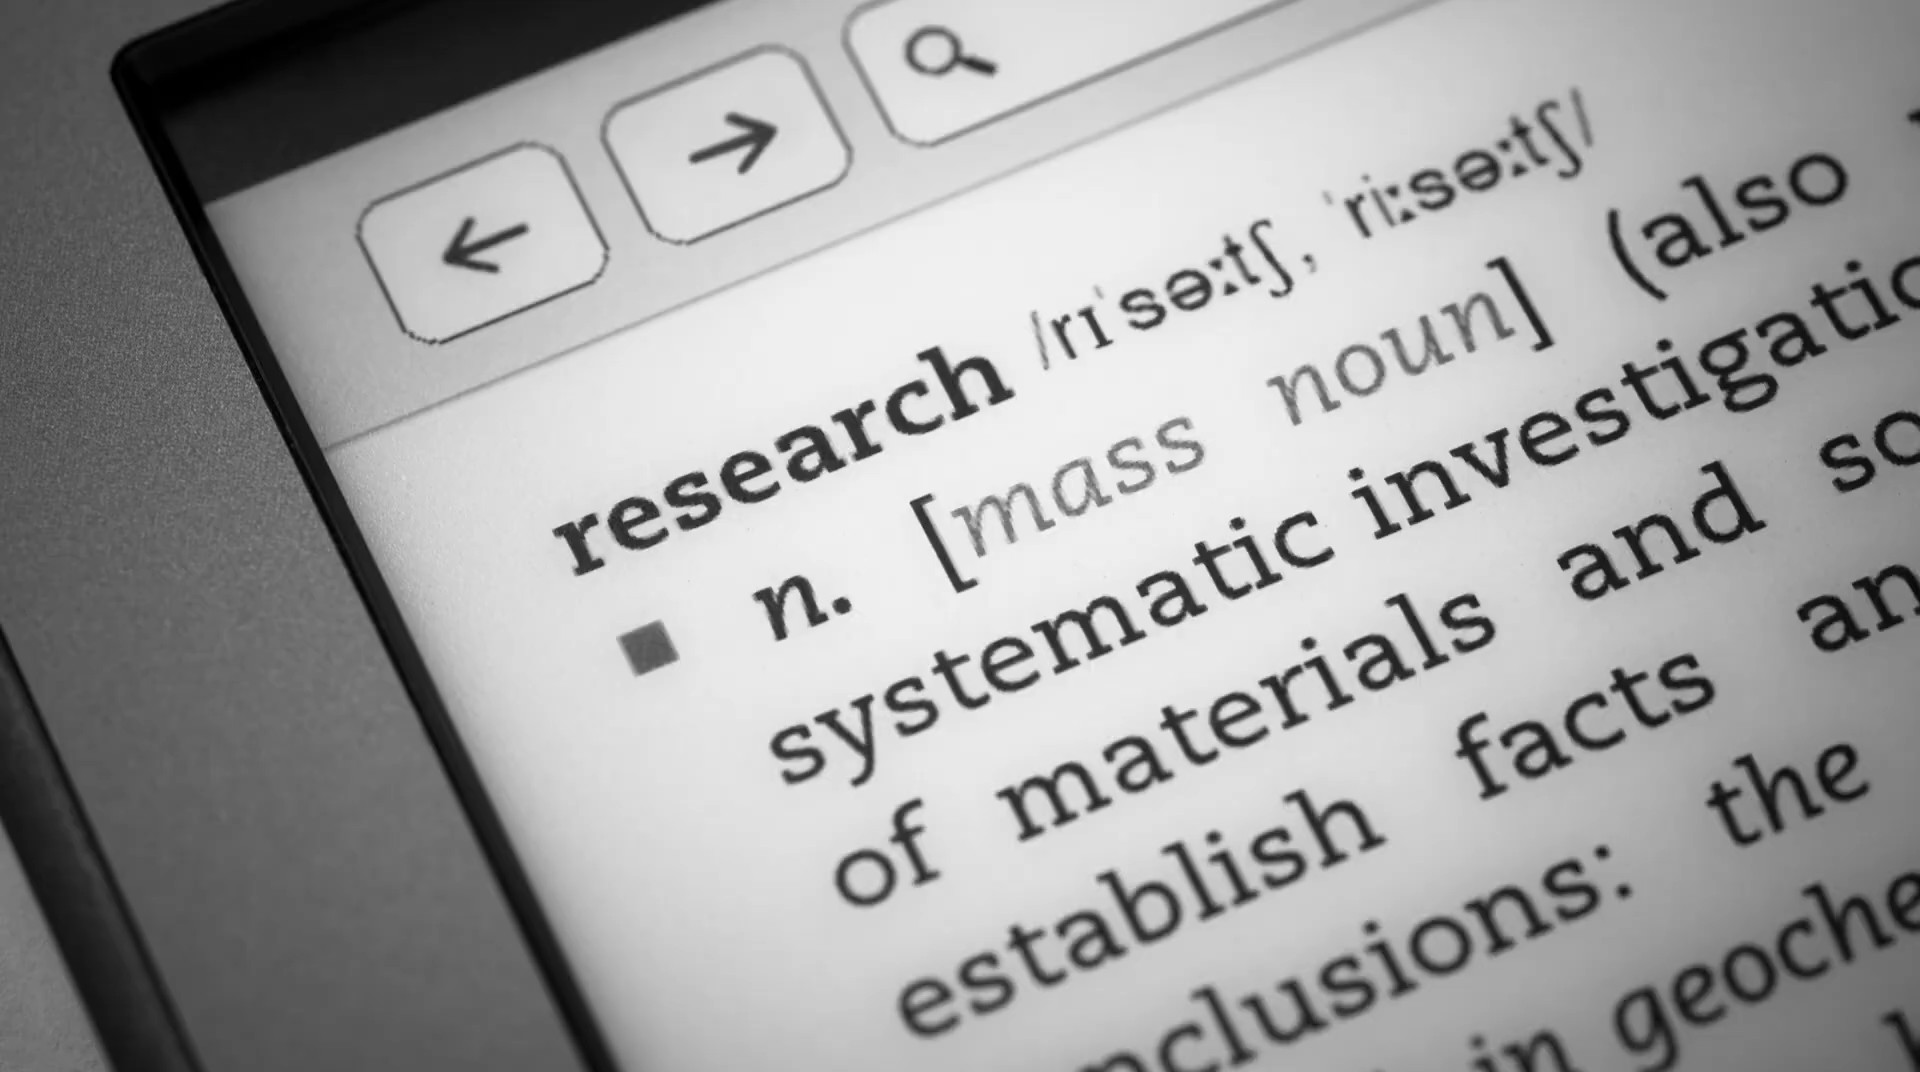 research /rɪˈsəːtʃ, ˈriːsəːtʃ/
n. [mass noun] (also
systematic investigatio
of materials and so
establish facts an
nclusions: the
in geoche